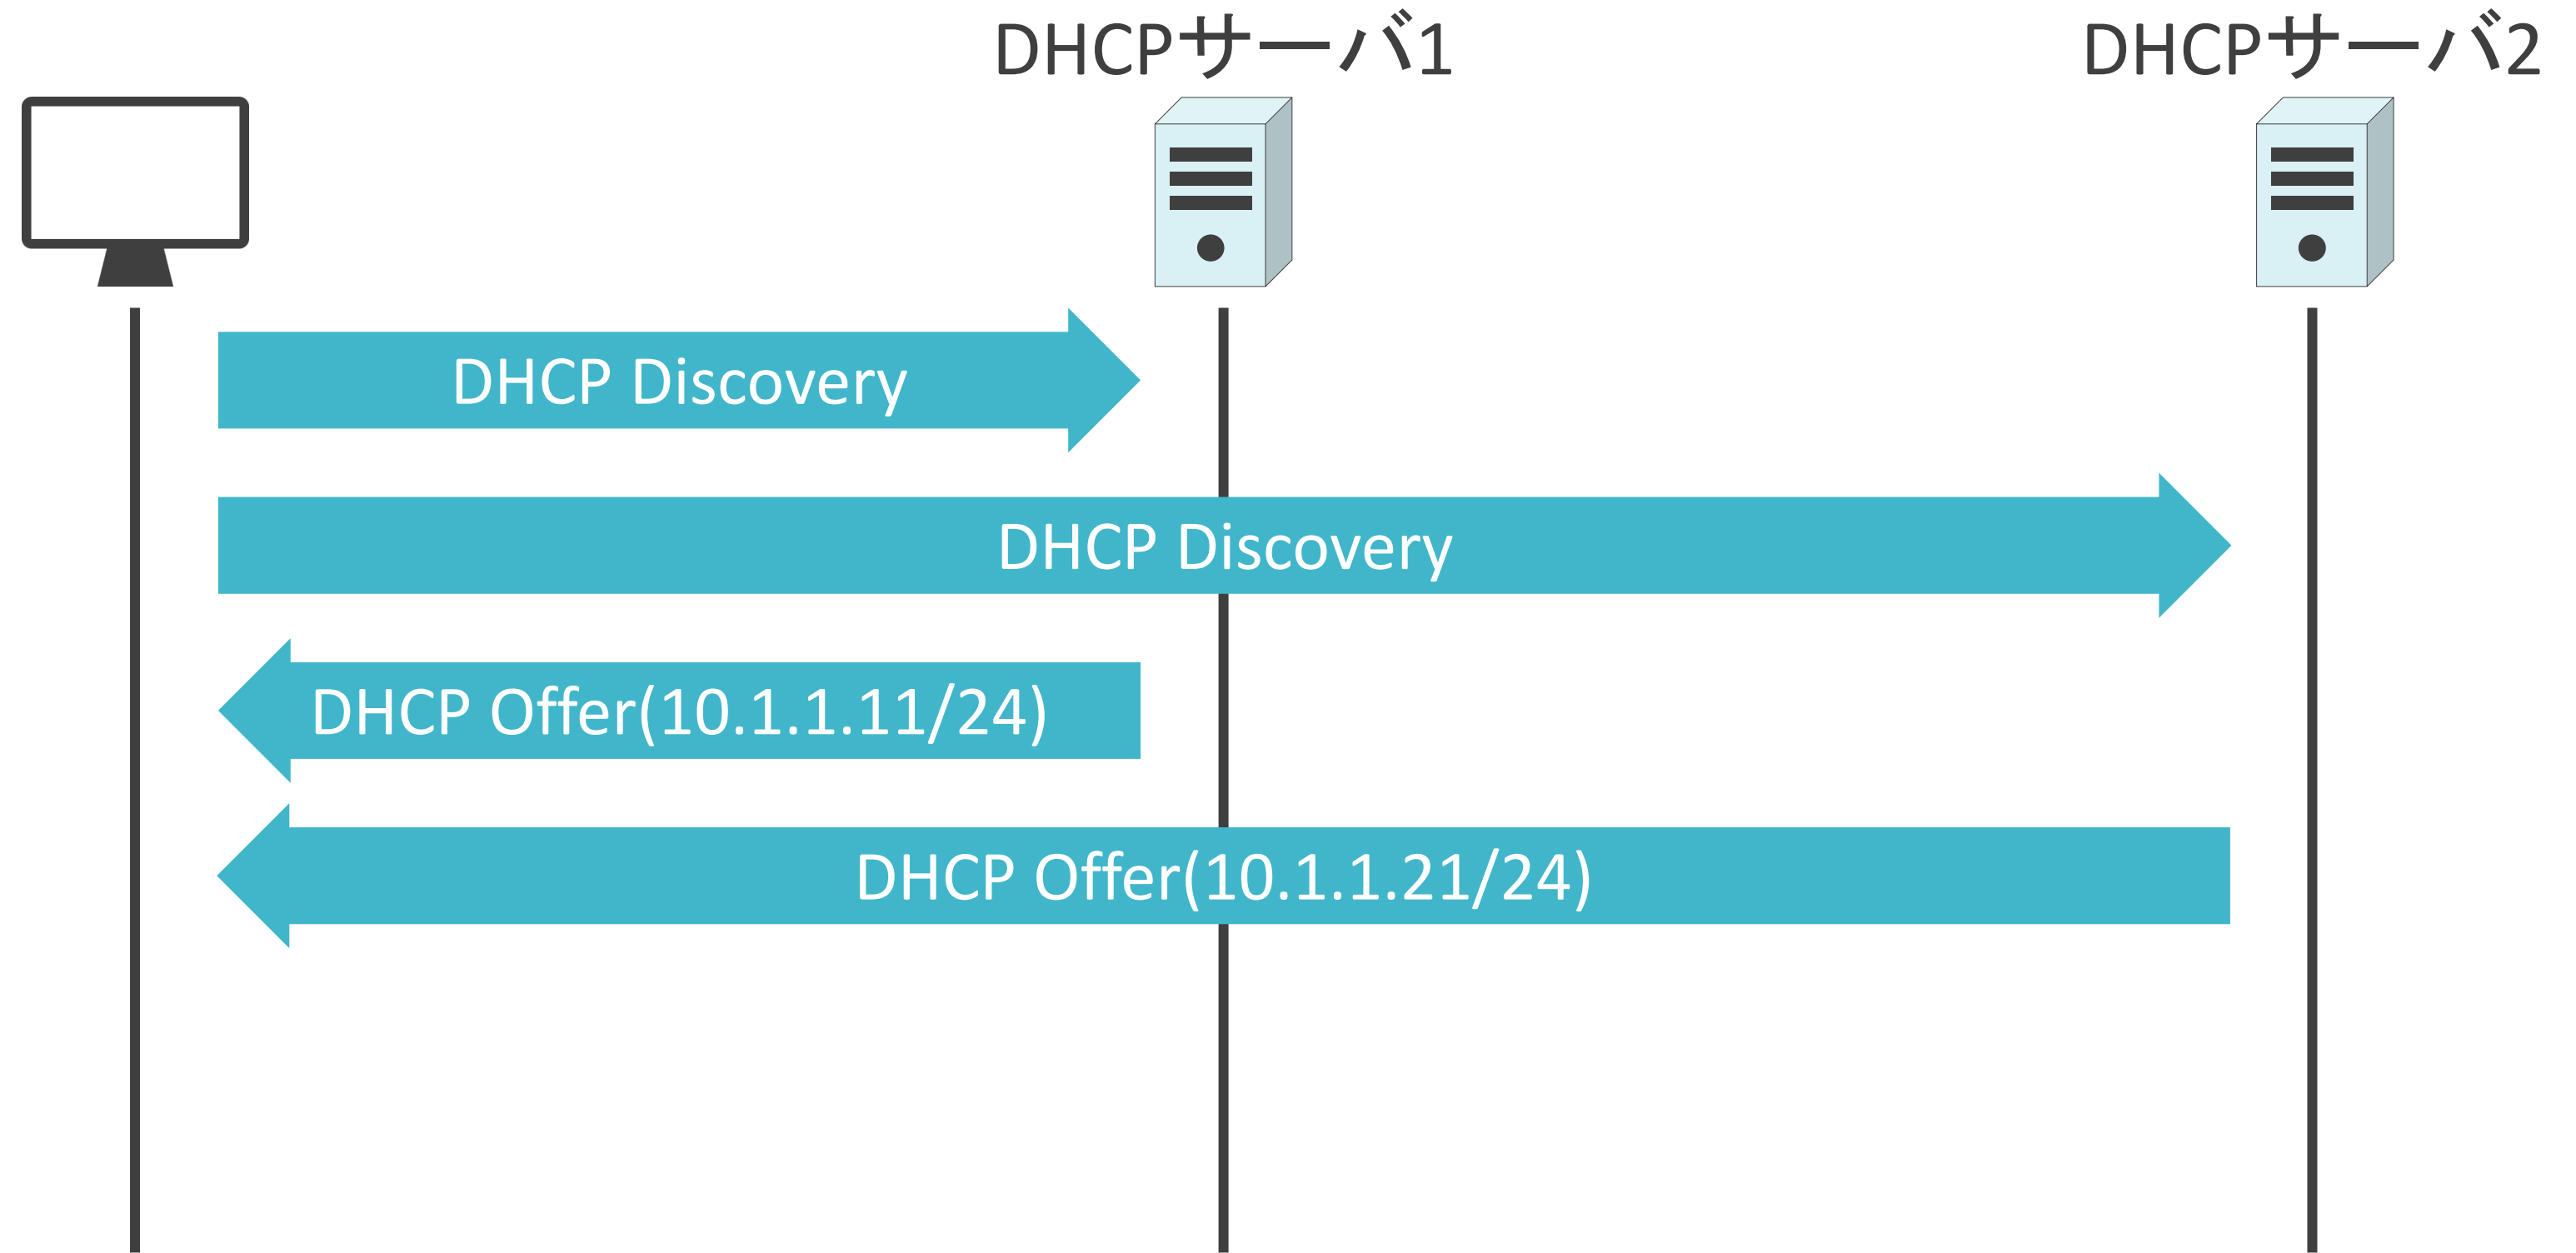 DHCPサーバ1
DHCPサーバ2
DHCP Discovery
DHCP Discovery
DHCP Offer(10.1.1.11/24)
DHCP Offer(10.1.1.21/24)